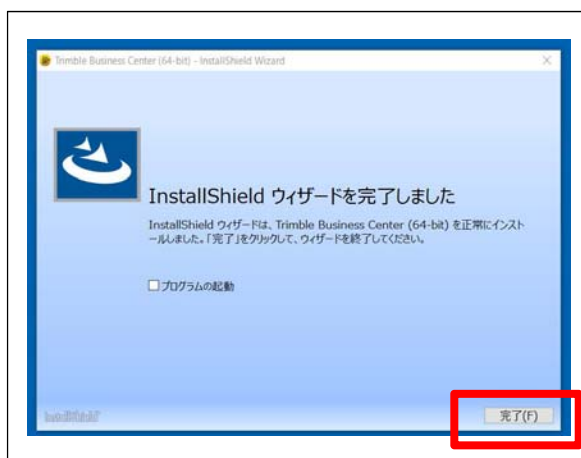 Trimble Business Center (64-bit) - InstallShield Wizard
InstallShield ウィザードを完了しました
InstallShield ウィザードは、Trimble Business Center (64-bit) を正常にインスト
ールしました。「完了」をクリックして、ウィザードを終了してください。
プログラムの起動
InstallShield
完了(F)